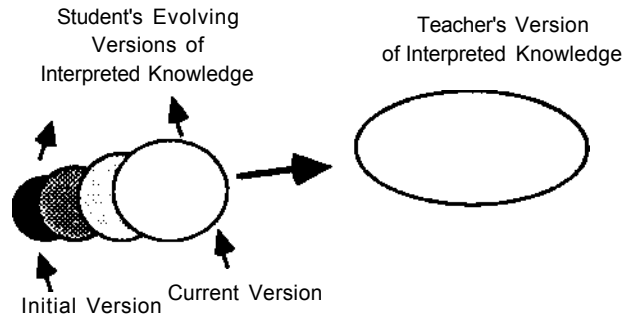 Student's Evolving
Versions of
Interpreted Knowledge
Teacher's Version
of Interpreted Knowledge
Initial Version
Current Version